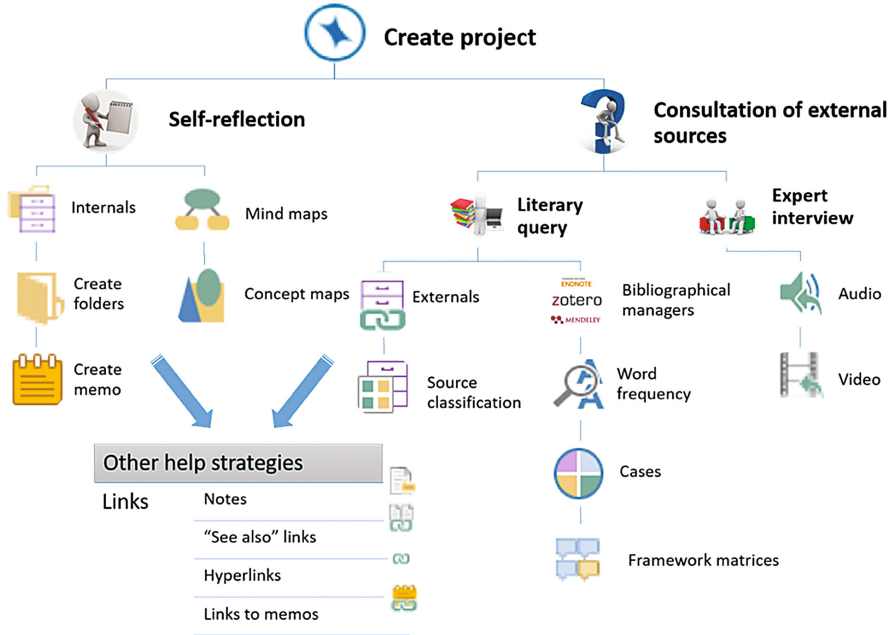 Create project
Self-reflection
Consultation of external
sources
Internals
Mind maps
Literary
query
Expert
interview
Create
folders
Concept maps
Externals
ENDNOTE
zotero
MENDELEY
Bibliographical
managers
Audio
Create
memo
Source
classification
Word
frequency
Video
Other help strategies
Links
Notes
“See also” links
Hyperlinks
Links to memos
Cases
Framework matrices